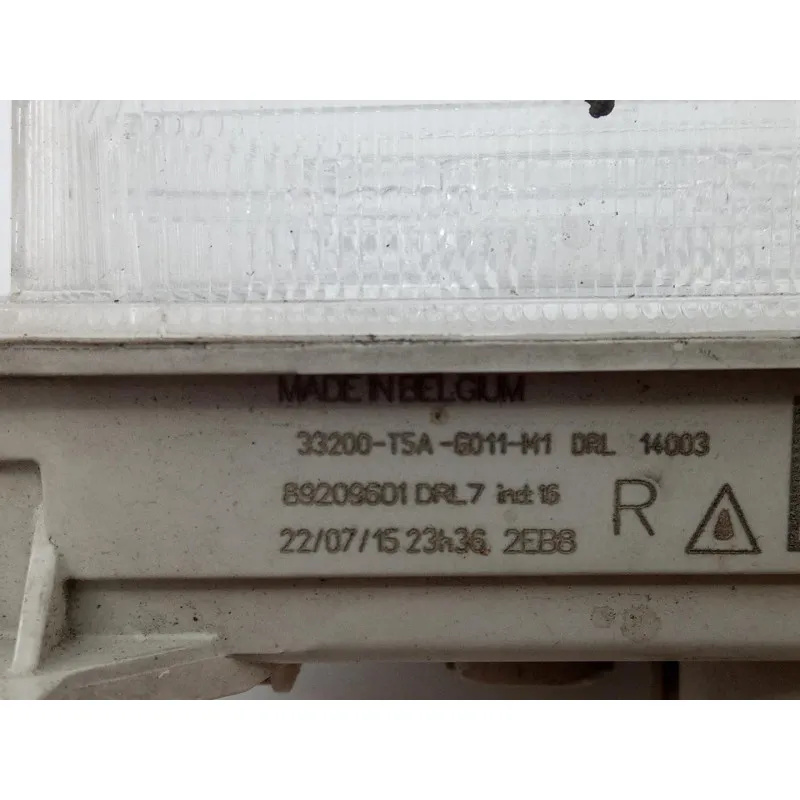 MADE IN BELGIUM
33200-T5A-G011-M1 DRL 14003
89209601 DRL7 ind: 16
R
22/07/15 23h36 2EB8